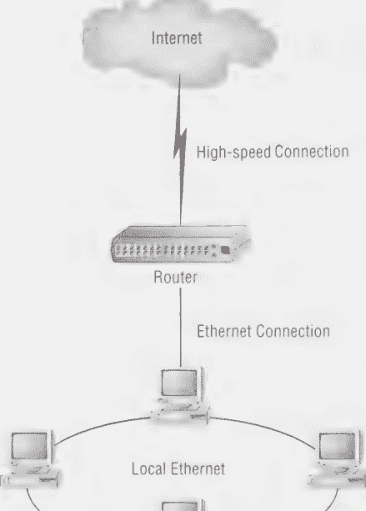 Internet
High-speed Connection
Router
Ethernet Connection
Local Ethernet